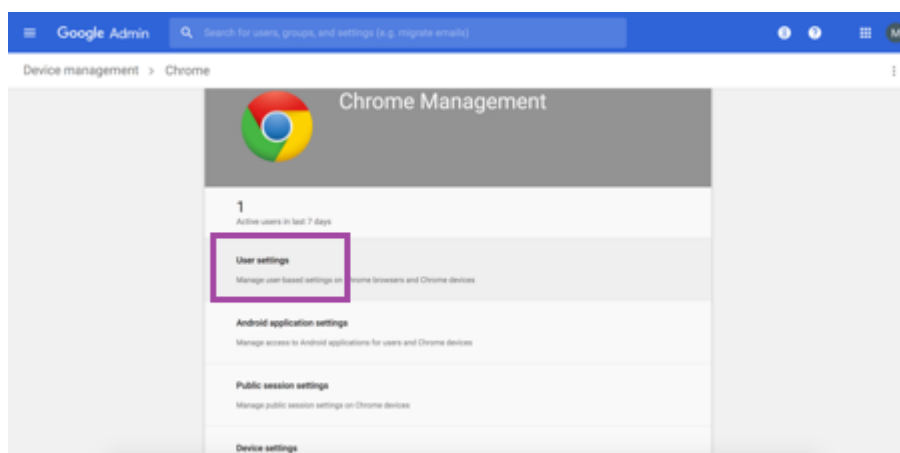 Google Admin
Search for users, groups, and settings (e.g. migrate emails)
M
Device management > Chrome
Chrome Management
1
Active users in last 7 days
User settings
Manage user-based settings on Chrome browsers and Chrome devices
Android application settings
Manage access to Android applications for users and Chrome devices
Public session settings
Manage public session settings on Chrome devices
Device settings